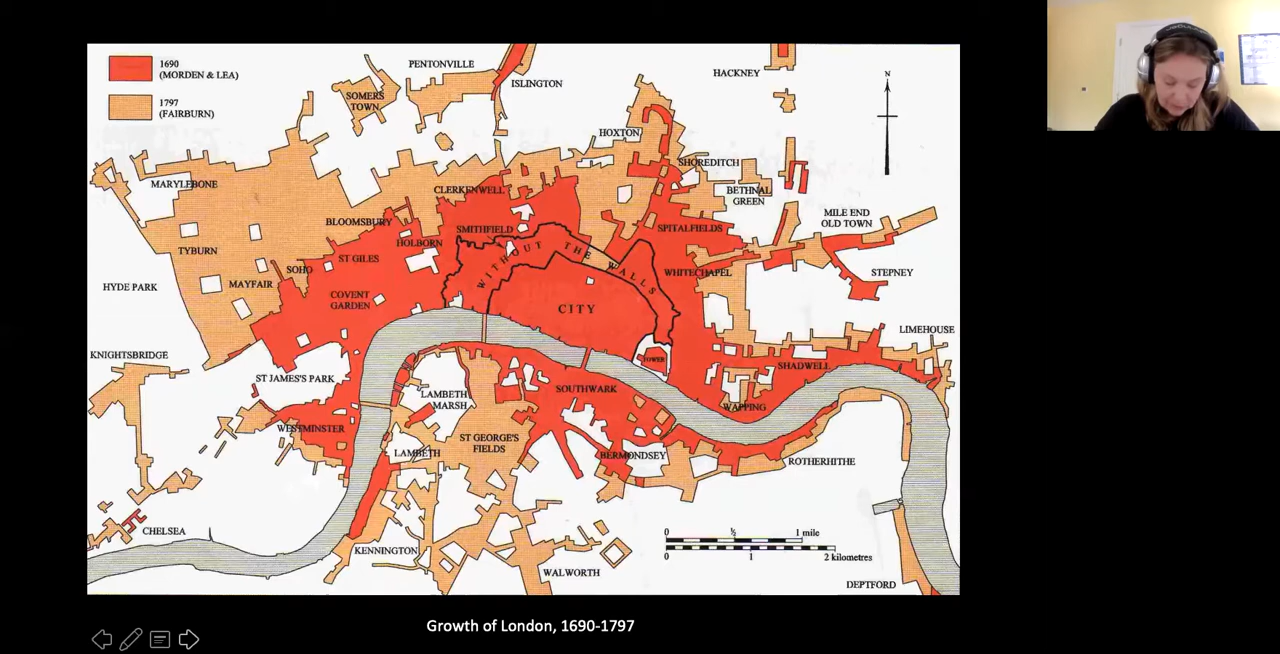 1690
(MORDEN & LEA)
1797
(FAIRBURN)
PENTONVILLE
ISLINGTON
HACKNEY
SOMERS
TOWN
N
HOXTON
SHOREDITCH
MARYLEBONE
CLERKENWELL
BETHNAL
GREEN
BLOOMSBURY
MILE END
OLD TOWN
SMITHFIELD
SPITALFIELDS
HOLBORN
TYBURN
WITHOUT THE WALLS
ST GILES
SOHO
WHITECHAPEL
STEPNEY
HYDE PARK
MAYFAIR
COVENT
GARDEN
CITY
LIMEHOUSE
KNIGHTSBRIDGE
TOWER
SHADWELL
ST JAMES'S PARK
SOUTHWARK
LAMBETH
MARSH
WAPPING
WESTMINSTER
ST GEORGE'S
FIELDS
LAMBETH
BERMONDSEY
ROTHERHITHE
CHELSEA
0 ½ 1 mile
KENNINGTON
0 1 2 kilometres
WALWORTH
DEPTFORD
Growth of London, 1690-1797